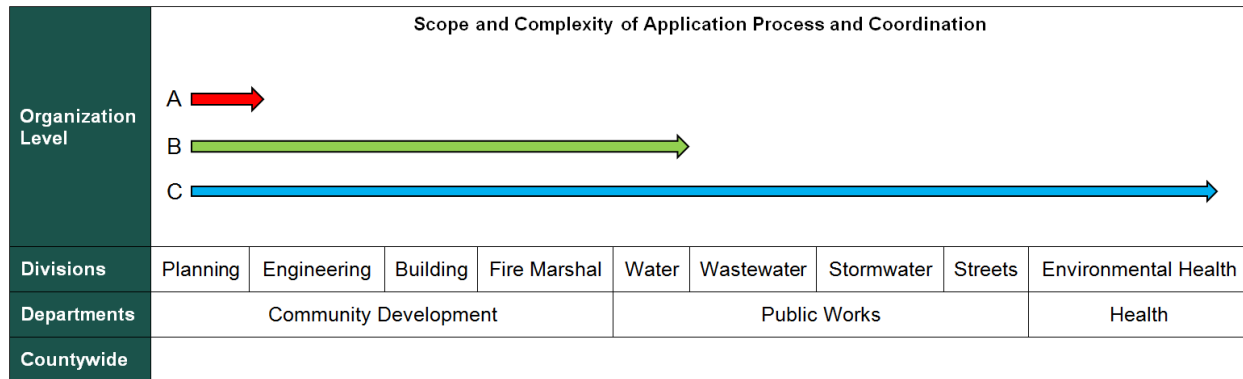 Scope and Complexity of Application Process and Coordination
Organization
Level
A
B
C
Divisions Planning Engineering Building Fire Marshal Water Wastewater Stormwater Streets Environmental Health
Departments Community Development Public Works Health
Countywide